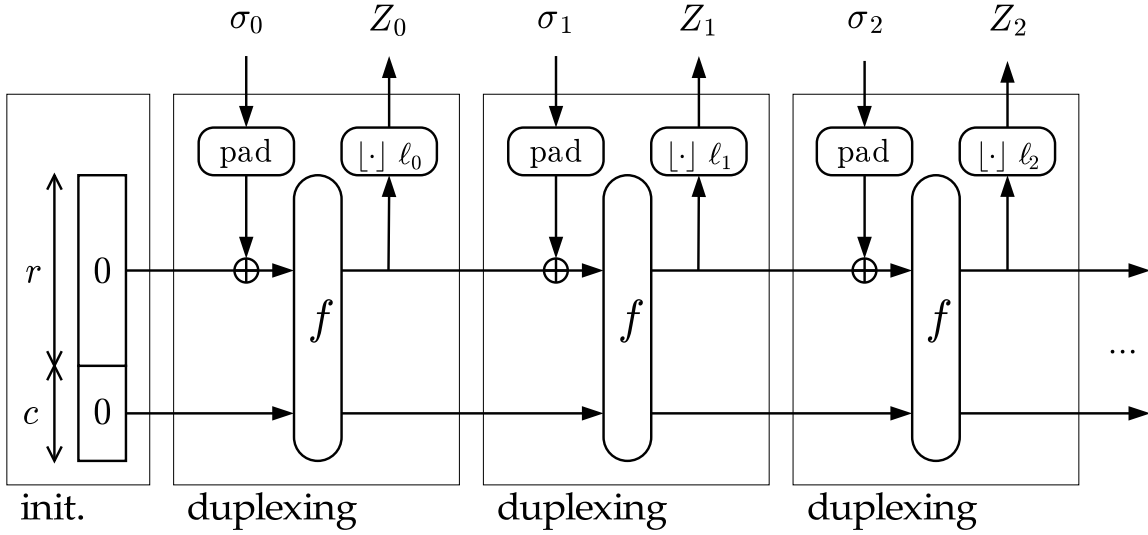 σ₀ Z₀ σ₁ Z₁ σ₂ Z₂
pad ⌊·⌋ ℓ₀ pad ⌊·⌋ ℓ₁ pad ⌊·⌋ ℓ₂
r 0
f f f
...
c 0
init. duplexing duplexing duplexing